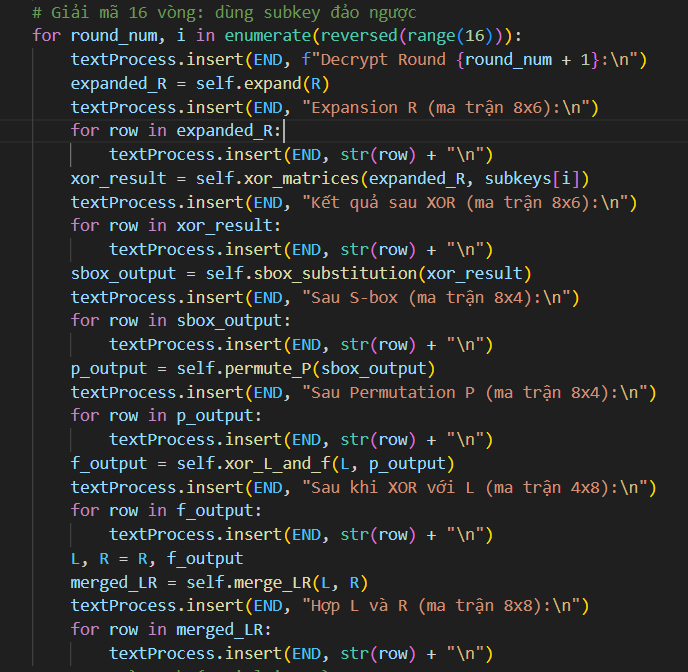 # Giải mã 16 vòng: dùng subkey đảo ngược
for round_num, i in enumerate(reversed(range(16))):
textProcess.insert(END, f"Decrypt Round {round_num + 1}:\n")
expanded_R = self.expand(R)
textProcess.insert(END, "Expansion R (ma trận 8x6):\n")
for row in expanded_R:
textProcess.insert(END, str(row) + "\n")
xor_result = self.xor_matrices(expanded_R, subkeys[i])
textProcess.insert(END, "Kết quả sau XOR (ma trận 8x6):\n")
for row in xor_result:
textProcess.insert(END, str(row) + "\n")
sbox_output = self.sbox_substitution(xor_result)
textProcess.insert(END, "Sau S-box (ma trận 8x4):\n")
for row in sbox_output:
textProcess.insert(END, str(row) + "\n")
p_output = self.permute_P(sbox_output)
textProcess.insert(END, "Sau Permutation P (ma trận 8x4):\n")
for row in p_output:
textProcess.insert(END, str(row) + "\n")
f_output = self.xor_L_and_f(L, p_output)
textProcess.insert(END, "Sau khi XOR với L (ma trận 4x8):\n")
for row in f_output:
textProcess.insert(END, str(row) + "\n")
L, R = R, f_output
merged_LR = self.merge_LR(L, R)
textProcess.insert(END, "Hợp L và R (ma trận 8x8):\n")
for row in merged_LR:
textProcess.insert(END, str(row) + "\n")